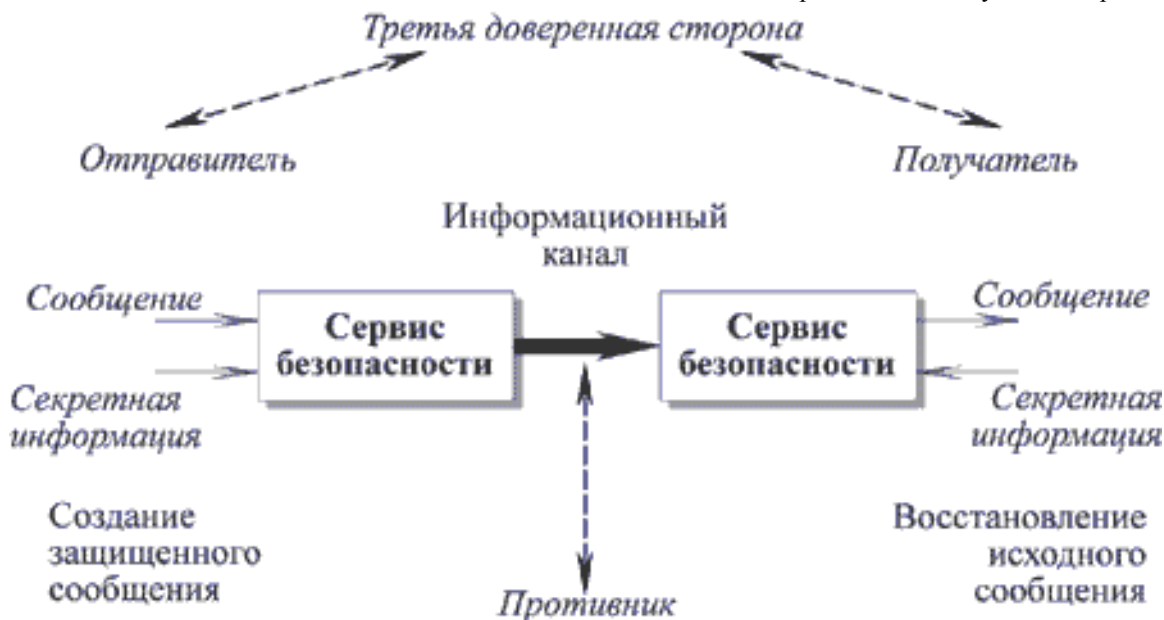 Третья доверенная сторона
Отправитель
Получатель
Информационный
канал
Сообщение
Сервис
безопасности
Сервис
безопасности
Сообщение
Секретная
информация
Секретная
информация
Создание
защищенного
сообщения
Восстановление
исходного
сообщения
Противник